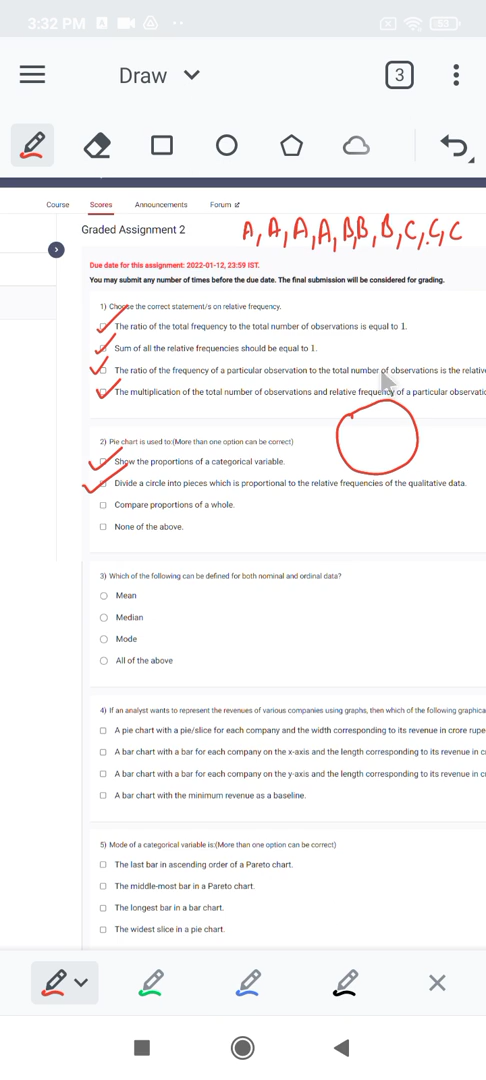 3:32 PM A 53
Draw 3
Course Scores Announcements Forum
Graded Assignment 2
A, A, A, A, B, B, B, C, C, C
Due date for this assignment: 2022-01-12, 23:59 IST.
You may submit any number of times before the due date. The final submission will be considered for grading.
1) Choose the correct statement/s on relative frequency.
The ratio of the total frequency to the total number of observations is equal to 1.
Sum of all the relative frequencies should be equal to 1.
The ratio of the frequency of a particular observation to the total number of observations is the relative
The multiplication of the total number of observations and relative frequency of a particular
2) Pie chart is used to:(More than one option can be correct)
Show the proportions of a categorical variable.
Divide a circle into pieces which is proportional to the relative frequencies of the qualitative data.
Compare proportions of a whole.
None of the above.
3) Which of the following can be defined for both nominal and ordinal data?
Mean
Median
Mode
All of the above
4) If an analyst wants to represent the revenues of various companies using graphs, then which of the following
A pie chart with a pie/slice for each company and the width corresponding to its revenue in crore
A bar chart with a bar for each company on the x-axis and the length corresponding to its revenue in
A bar chart with a bar for each company on the y-axis and the length corresponding to its revenue in
A bar chart with the minimum revenue as a baseline.
5) Mode of a categorical variable is:(More than one option can be correct)
The last bar in ascending order of a Pareto chart.
The middle-most bar in a Pareto chart.
The longest bar in a bar chart.
The widest slice in a pie chart.